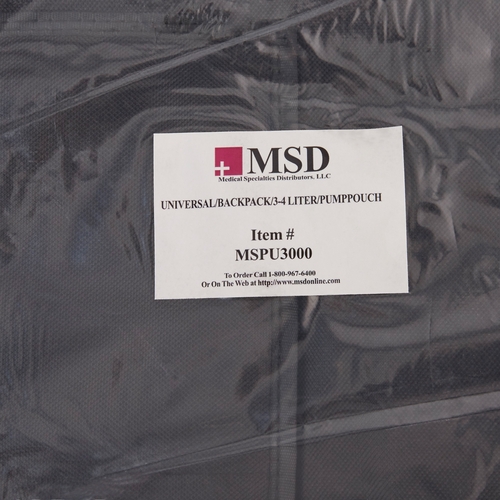 MSD
Medical Specialties Distributors, LLC
UNIVERSAL/BACKPACK/3-4 LITER/PUMPPOUCH
Item #
MSPU3000
To Order Call 1-800-967-6400
Or On The Web at http://www.msdonline.com